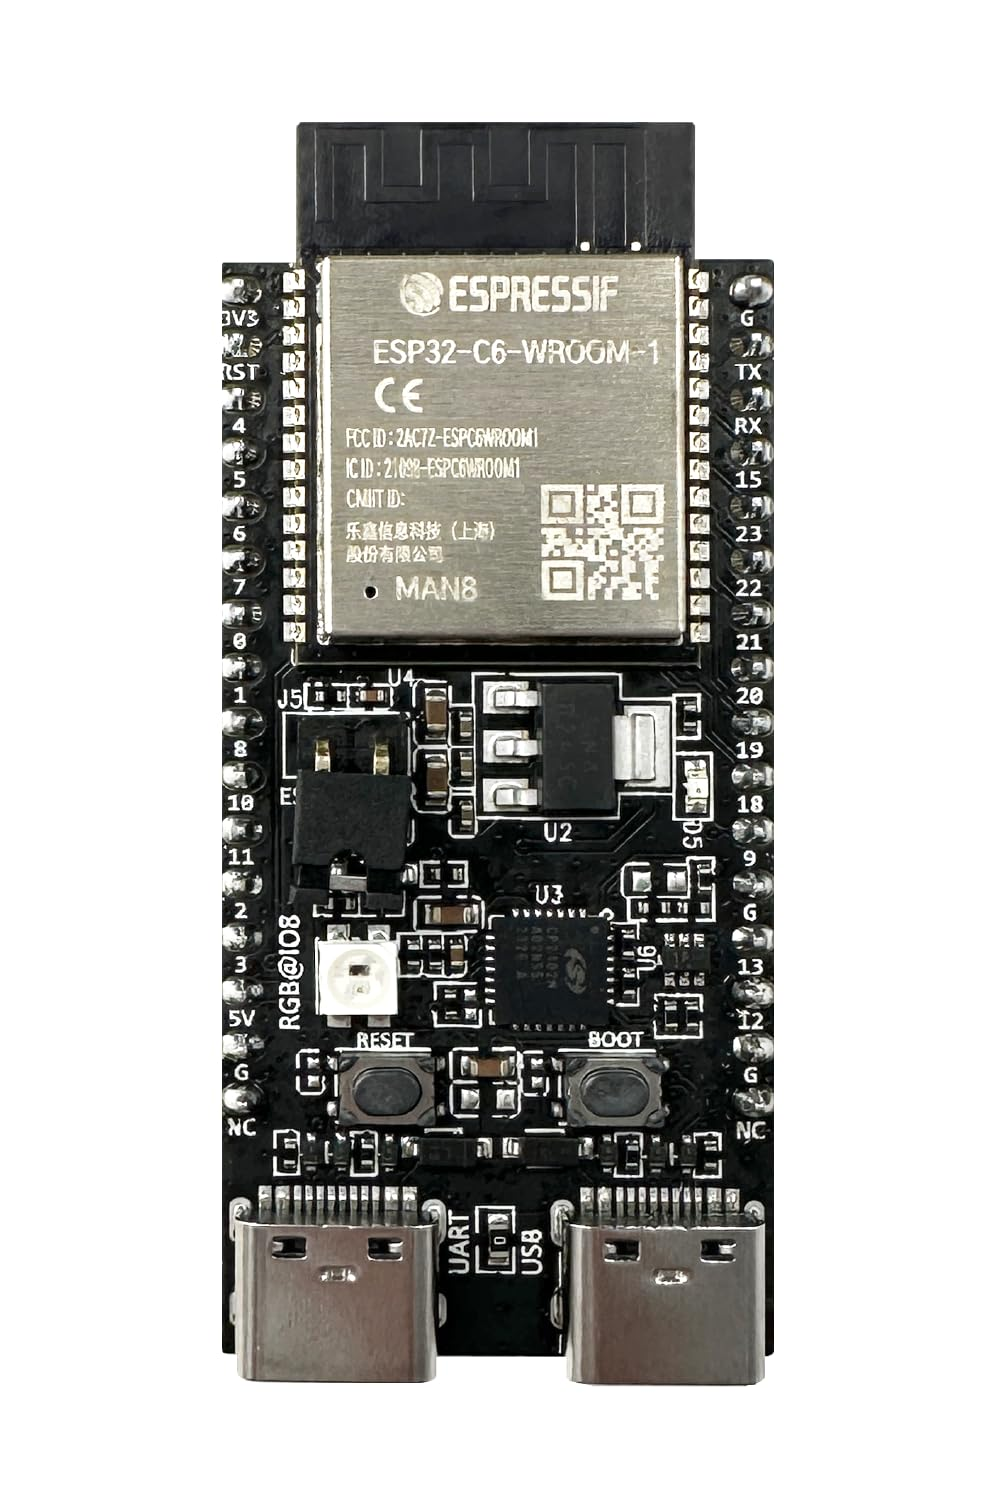 ESPRESSIF
ESP32-C6-WROOM-1
CE
FCC ID: 2AC7Z-ESPC6WROOM1
IC ID: 21098-ESPC6WROOM1
CMIIT ID:
乐鑫信息科技（上海）
股份有限公司
MAN8
3V3
RST
4
5
6
7
0
1
8
10
11
2
3
5V
G
NC
G
TX
RX
15
23
22
21
20
19
18
9
G
13
12
G
NC
J5
U4
ES
U2
D5
U3
U6
RGB@IO8
RESET
BOOT
UART
0
USB